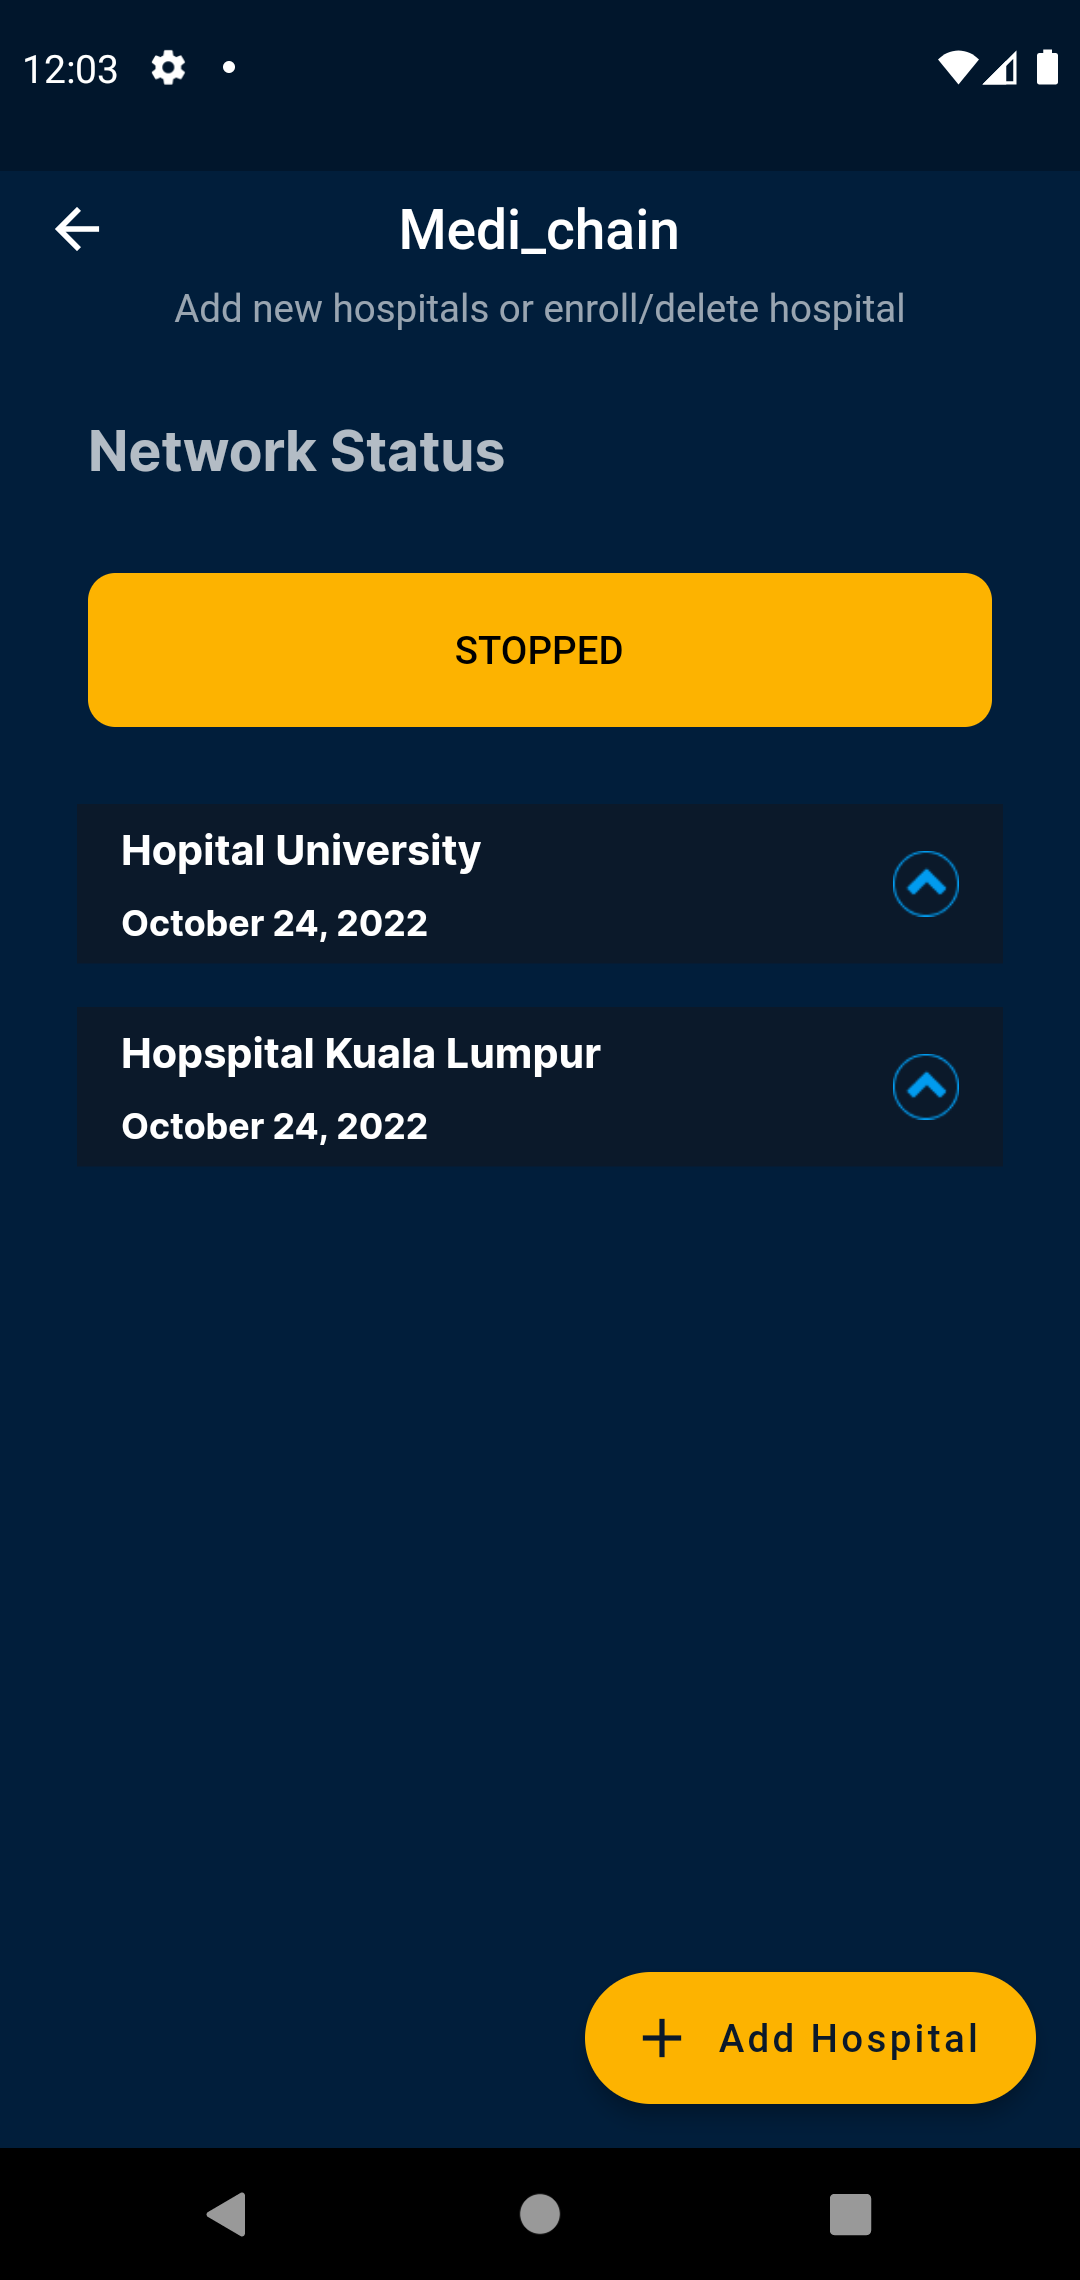 12:03
Medi_chain
Add new hospitals or enroll/delete hospital
Network Status
STOPPED
Hopital University
October 24, 2022
Hopspital Kuala Lumpur
October 24, 2022
Add Hospital